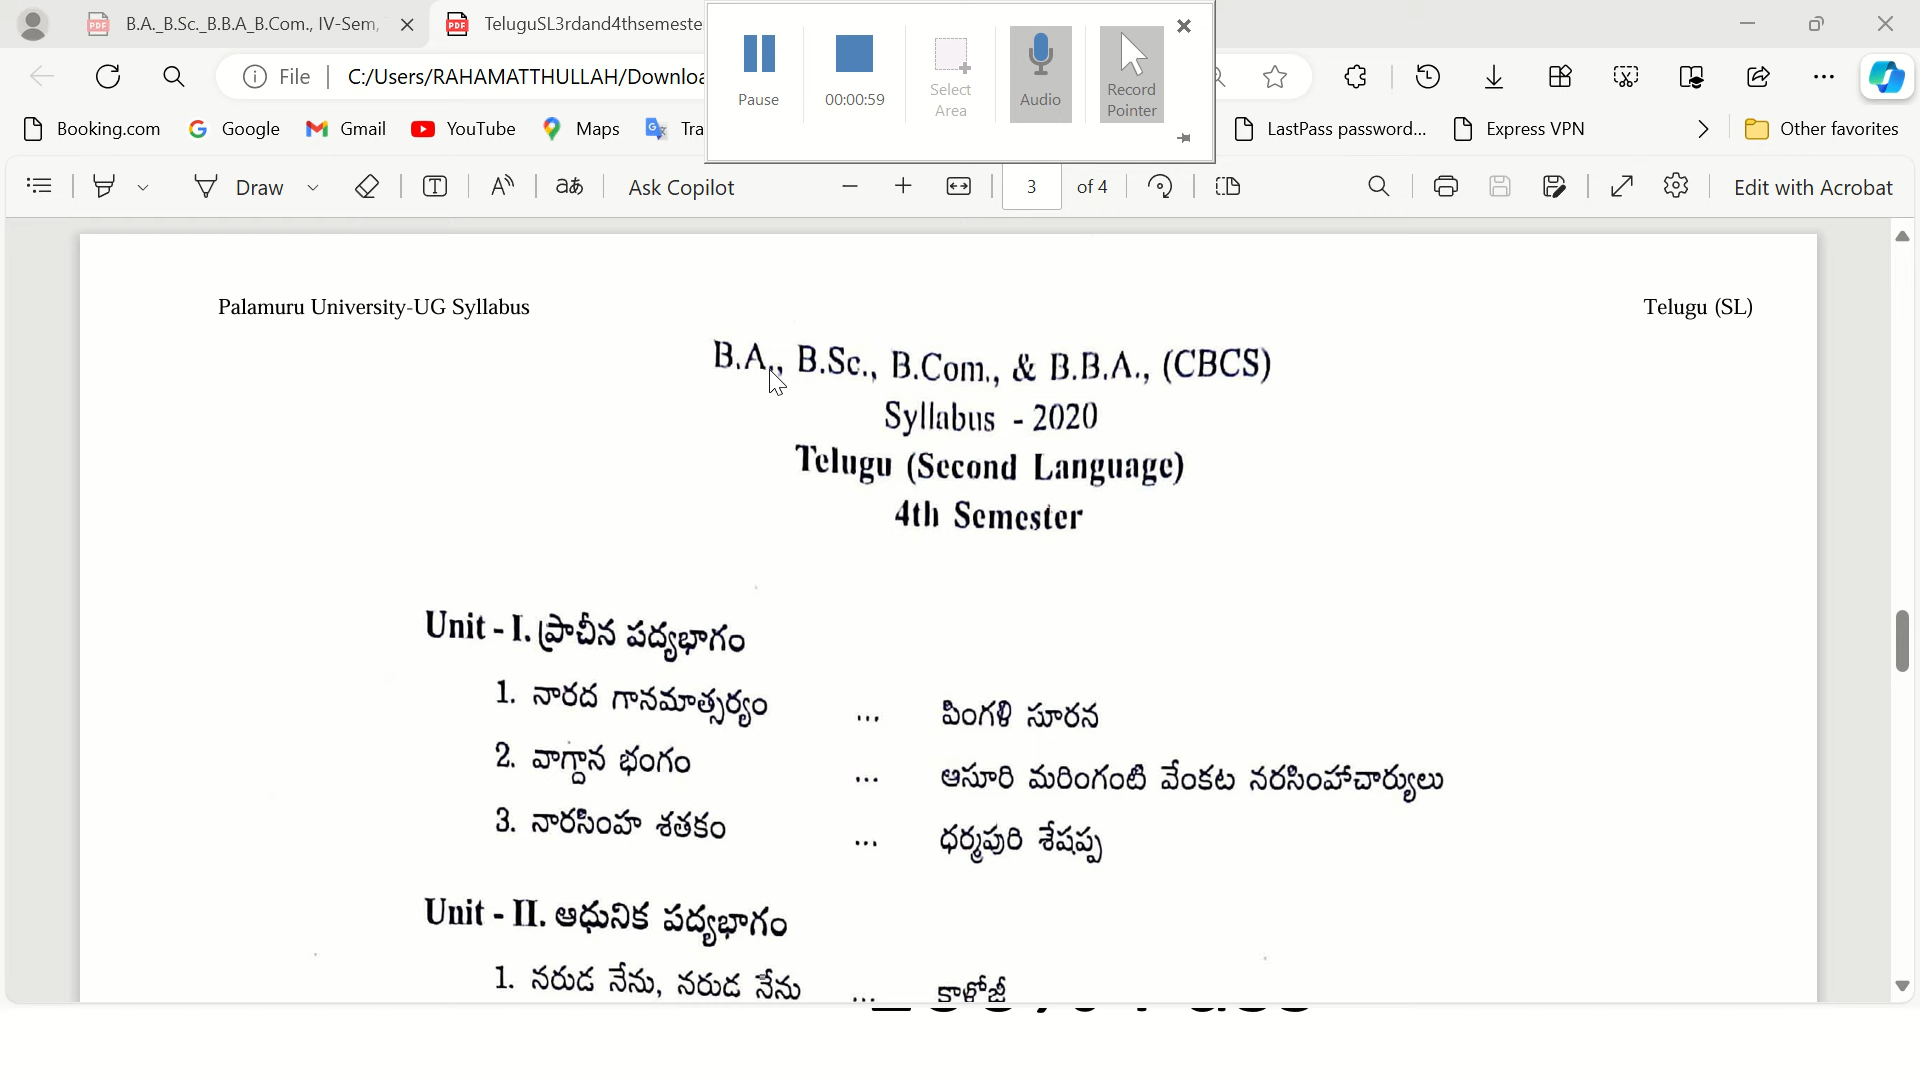 B.A._B.Sc._B.B.A_B.Com., IV-Sem,
TeluguSL3rdand4thsemeste
File
C:/Users/RAHAMATTHULLAH/Downloa
Pause
00:00:59
Select
Area
Audio
Record
Pointer
Booking.com
Google
Gmail
YouTube
Maps
Tra
LastPass password...
Express VPN
Other favorites
Draw
Ask Copilot
3 of 4
Edit with Acrobat
Palamuru University-UG Syllabus
Telugu (SL)
B.A., B.Sc., B.Com., & B.B.A., (CBCS)
Syllabus - 2020
Telugu (Second Language)
4th Semester
Unit - I. ప్రాచీన పద్యభాగం
1. నారద గానమాత్సర్యం ... పింగళి సూరన
2. వాగ్దాన భంగం ... ఆసూరి మరింగంటి వేంకట నరసింహాచార్యులు
3. నారసింహ శతకం ... ధర్మపురి శేషప్ప
Unit - II. ఆధునిక పద్యభాగం
1. నరుడ నేను, నరుడ నేను ... కాళోజీ